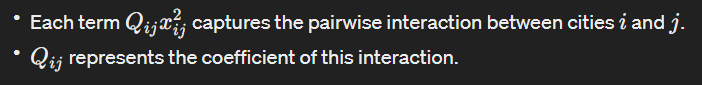 • Each term $Q_{ij}x_{ij}^2$ captures the pairwise interaction between cities $i$ and $j$.
• $Q_{ij}$ represents the coefficient of this interaction.